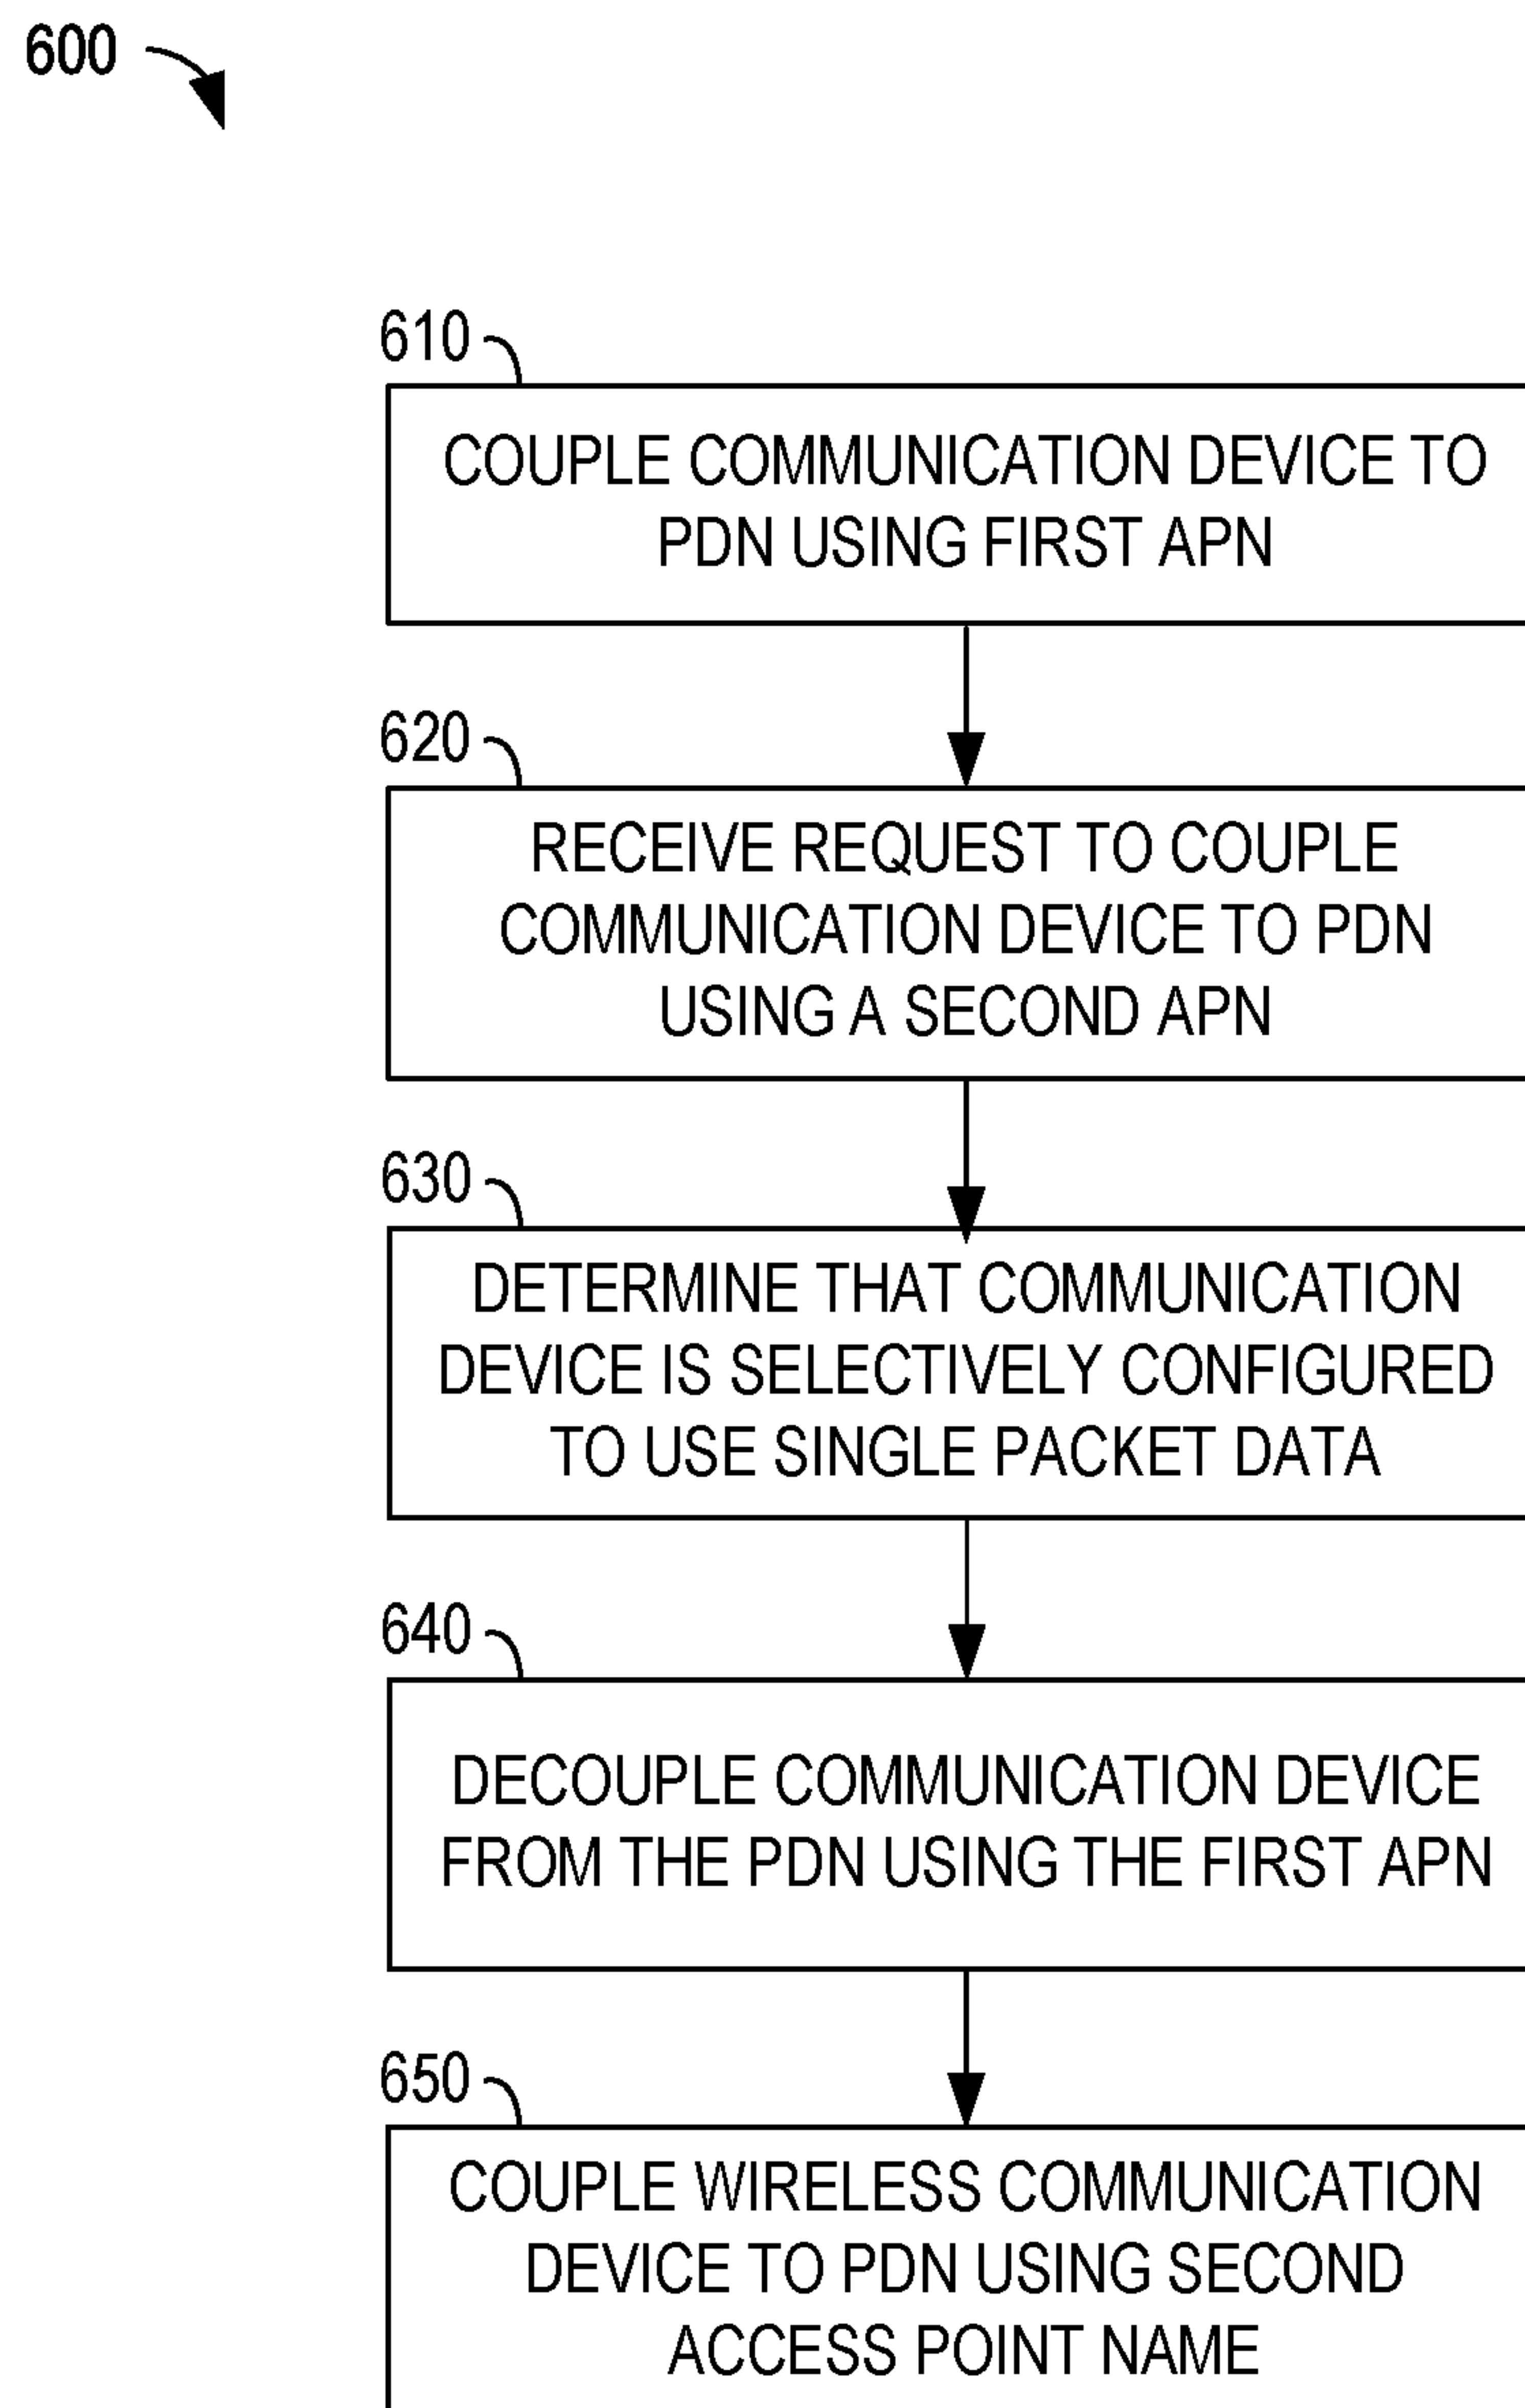 600
610
COUPLE COMMUNICATION DEVICE TO
PDN USING FIRST APN
620
RECEIVE REQUEST TO COUPLE
COMMUNICATION DEVICE TO PDN
USING A SECOND APN
630
DETERMINE THAT COMMUNICATION
DEVICE IS SELECTIVELY CONFIGURED
TO USE SINGLE PACKET DATA
640
DECOUPLE COMMUNICATION DEVICE
FROM THE PDN USING THE FIRST APN
650
COUPLE WIRELESS COMMUNICATION
DEVICE TO PDN USING SECOND
ACCESS POINT NAME